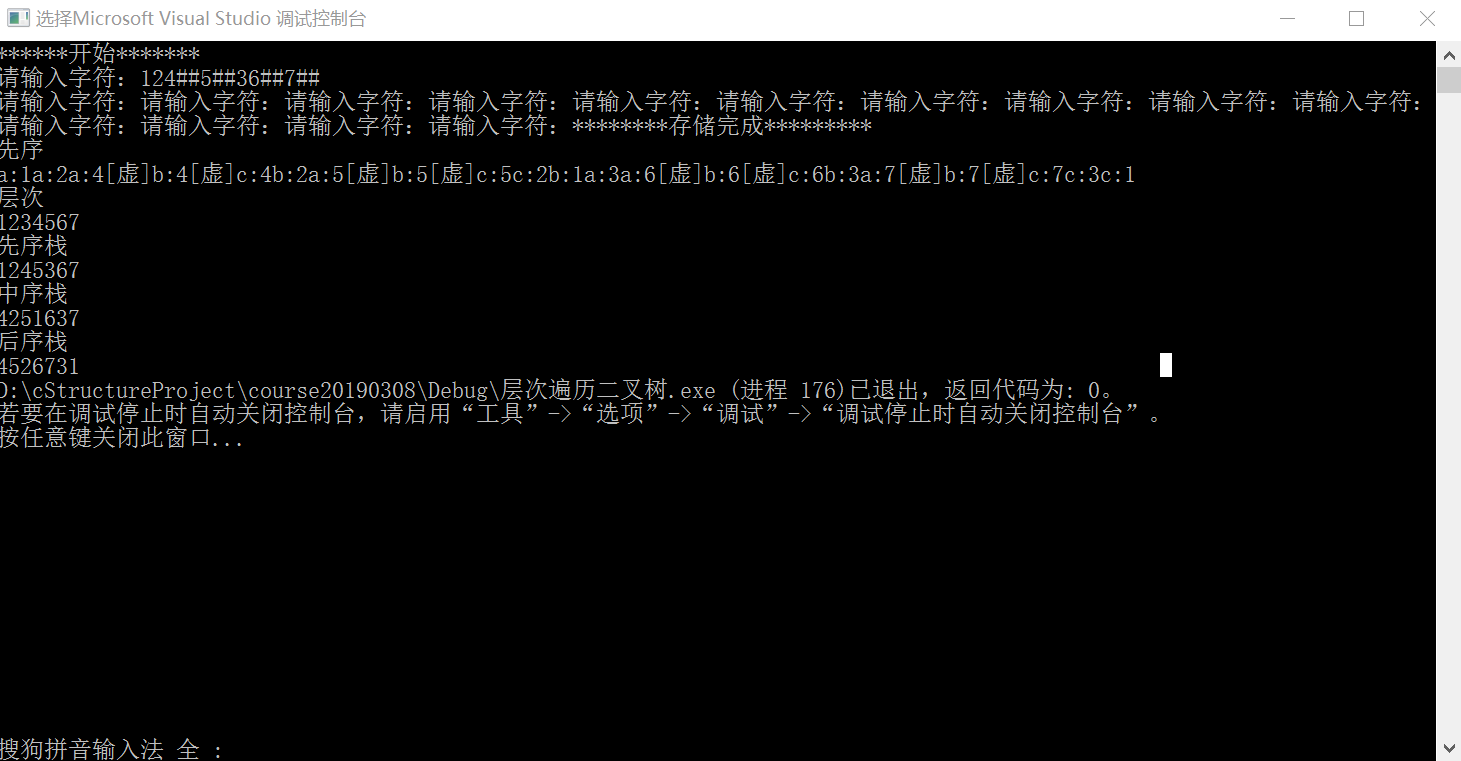 选择Microsoft Visual Studio 调试控制台
******开始*******
请输入字符：124##5##36##7##
请输入字符：请输入字符：请输入字符：请输入字符：请输入字符：请输入字符：请输入字符：请输入字符：请输入字符：请输入字符：
请输入字符：请输入字符：请输入字符：请输入字符：********存储完成*********
先序
a:1a:2a:4[虚]b:4[虚]c:4b:2a:5[虚]b:5[虚]c:5c:2b:1a:3a:6[虚]b:6[虚]c:6b:3a:7[虚]b:7[虚]c:7c:3c:1
层次
1234567
先序栈
1245367
中序栈
4251637
后序栈
4526731
D:\cStructureProject\course20190308\Debug\层次遍历二叉树.exe (进程 176)已退出，返回代码为: 0。
若要在调试停止时自动关闭控制台，请启用“工具”->“选项”->“调试”->“调试停止时自动关闭控制台”。
按任意键关闭此窗口...
搜狗拼音输入法 全 :